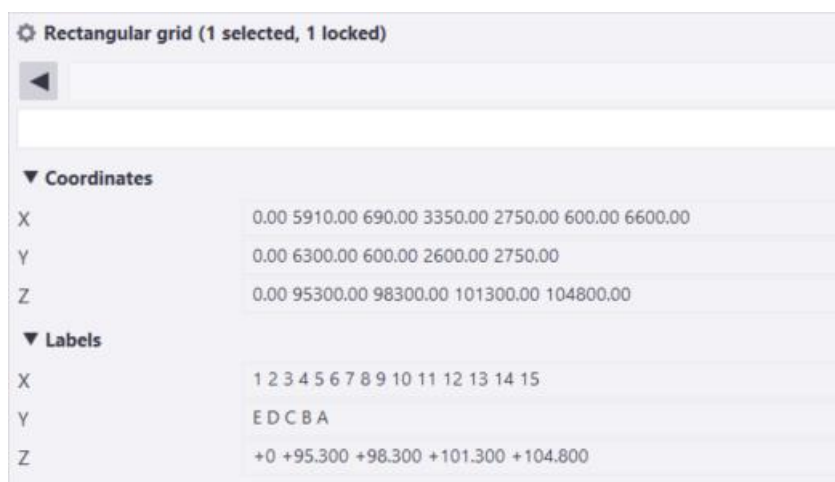 Rectangular grid (1 selected, 1 locked)
Coordinates
X 0.00 5910.00 690.00 3350.00 2750.00 600.00 6600.00
Y 0.00 6300.00 600.00 2600.00 2750.00
Z 0.00 95300.00 98300.00 101300.00 104800.00
Labels
X 1 2 3 4 5 6 7 8 9 10 11 12 13 14 15
Y E D C B A
Z +0 +95.300 +98.300 +101.300 +104.800